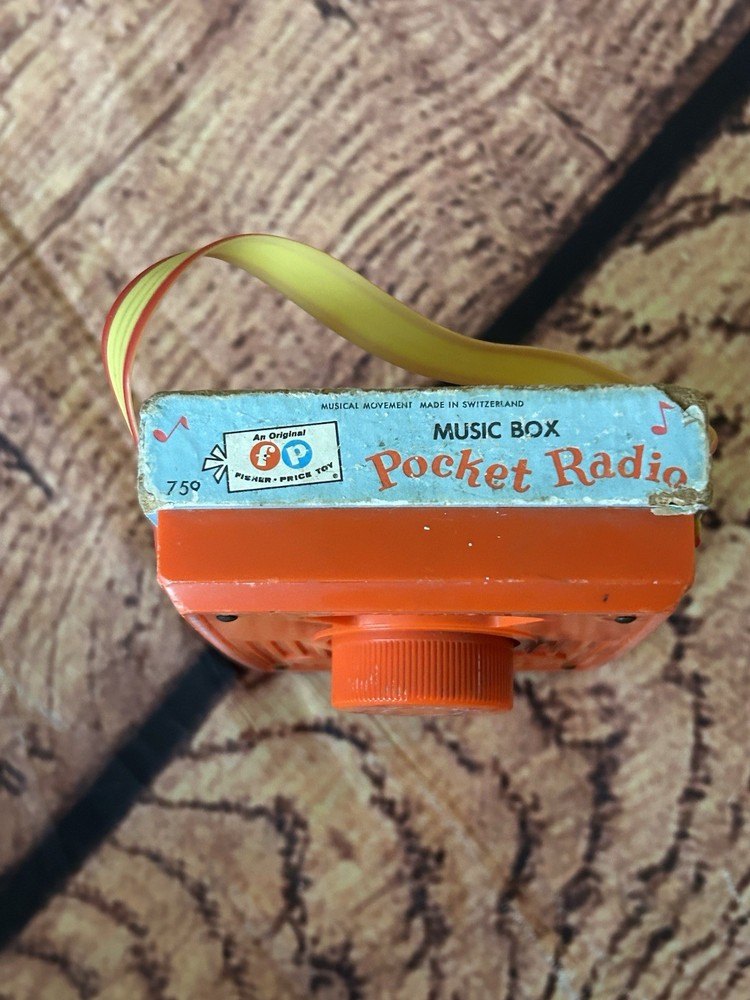 MUSICAL MOVEMENT MADE IN SWITZERLAND
An Original
fp
FISHER-PRICE TOY
®
759
MUSIC BOX
Pocket Radio